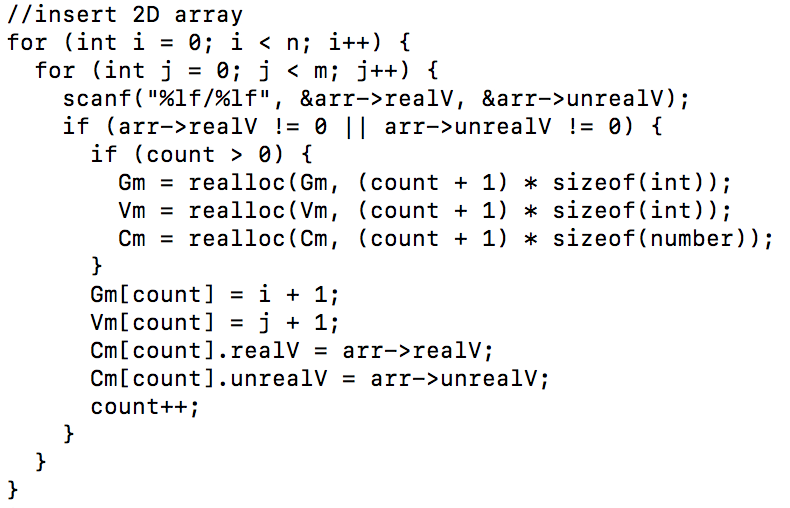 //insert 2D array
for (int i = 0; i < n; i++) {
  for (int j = 0; j < m; j++) {
    scanf("%lf/%lf", &arr->realV, &arr->unrealV);
    if (arr->realV != 0 || arr->unrealV != 0) {
      if (count > 0) {
        Gm = realloc(Gm, (count + 1) * sizeof(int));
        Vm = realloc(Vm, (count + 1) * sizeof(int));
        Cm = realloc(Cm, (count + 1) * sizeof(number));
      }
      Gm[count] = i + 1;
      Vm[count] = j + 1;
      Cm[count].realV = arr->realV;
      Cm[count].unrealV = arr->unrealV;
      count++;
    }
  }
}